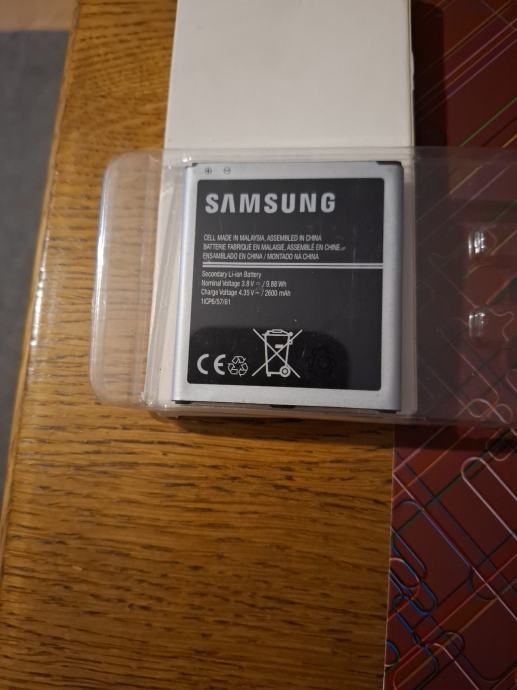 SAMSUNG
CELL MADE IN MALAYSIA, ASSEMBLED IN CHINA
BATTERIE FABRIQUÉ EN MALAISIE, ASSEMBLÉ EN CHINE
ENSAMBLADO EN CHINA / MONTADO NA CHINA
Secondary Li-ion Battery
Nominal Voltage 3.8 V ⎓ / 9.88 Wh
Charge Voltage 4.35 V ⎓ / 2600 mAh
1ICP6/57/61
CE